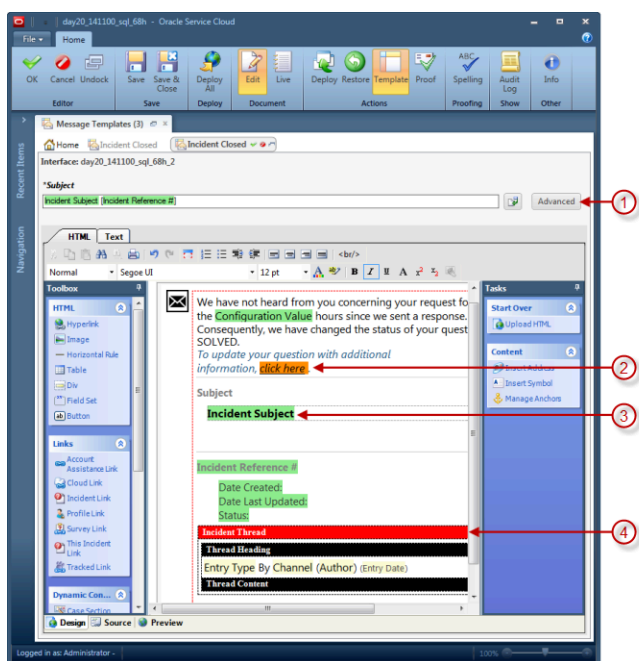 day20_141100_sql_68h - Oracle Service Cloud
File Home
OK Cancel Undock Save Save & Close Deploy All Edit Live Deploy Restore Template Proof Spelling Audit Log Info
Editor Save Deploy Document Actions Proofing Show Other
Message Templates (3)
Home Incident Closed Incident Closed
Interface: day20_141100_sql_68h_2
*Subject
Incident Subject [Incident Reference #]
Advanced
1
Recent Items
Navigation
HTML Text
<br/>
Normal Segoe UI 12 pt A B I U A x² x₂
Toolbox
HTML
Hyperlink
Image
Horizontal Rule
Table
Div
Field Set
Button
Links
Account
Assistance Link
Cloud Link
Incident Link
Profile Link
Survey Link
This Incident
Link
Tracked Link
Dynamic Con...
Case Section
We have not heard from you concerning your request fo
the Configuration Value hours since we sent a response.
Consequently, we have changed the status of your quest
SOLVED.
To update your question with additional
information, click here .
2
Subject
Incident Subject
3
Incident Reference #
Date Created:
Date Last Updated:
Status:
Incident Thread
4
Thread Heading
Entry Type By Channel (Author) (Entry Date)
Thread Content
Tasks
Start Over
Upload HTML
Content
Insert Address
Insert Symbol
Manage Anchors
Design Source Preview
Logged in as: Administrator -
100%